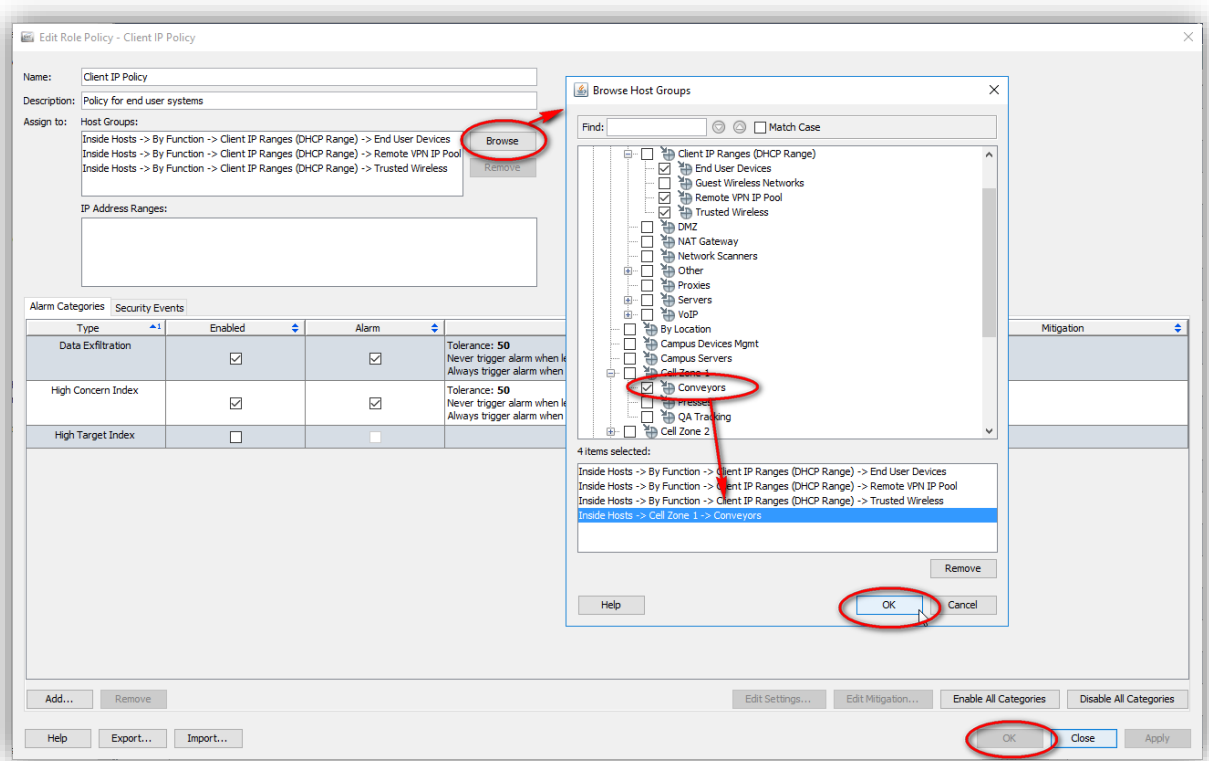 Edit Role Policy - Client IP Policy
Name: Client IP Policy
Description: Policy for end user systems
Assign to: Host Groups:
Inside Hosts -> By Function -> Client IP Ranges (DHCP Range) -> End User Devices
Inside Hosts -> By Function -> Client IP Ranges (DHCP Range) -> Remote VPN IP Pool
Inside Hosts -> By Function -> Client IP Ranges (DHCP Range) -> Trusted Wireless
Browse
Remove
IP Address Ranges:
Alarm Categories Security Events
Type 1 Enabled Alarm Mitigation
Data Exfiltration
Tolerance: 50
Never trigger alarm when le
Always trigger alarm when
High Concern Index
Tolerance: 50
Never trigger alarm when le
Always trigger alarm when
High Target Index
Browse Host Groups
Find: Match Case
Client IP Ranges (DHCP Range)
End User Devices
Guest Wireless Networks
Remote VPN IP Pool
Trusted Wireless
DMZ
NAT Gateway
Network Scanners
Other
Proxies
Servers
VoIP
By Location
Campus Devices Mgmt
Campus Servers
Cell Zone 1
Conveyors
Presses
QA Tracking
Cell Zone 2
4 items selected:
Inside Hosts -> By Function -> Client IP Ranges (DHCP Range) -> End User Devices
Inside Hosts -> By Function -> Client IP Ranges (DHCP Range) -> Remote VPN IP Pool
Inside Hosts -> By Function -> Client IP Ranges (DHCP Range) -> Trusted Wireless
Inside Hosts -> Cell Zone 1 -> Conveyors
Remove
Help OK Cancel
Add... Remove Edit Settings... Edit Mitigation... Enable All Categories Disable All Categories
Help Export... Import... OK Close Apply